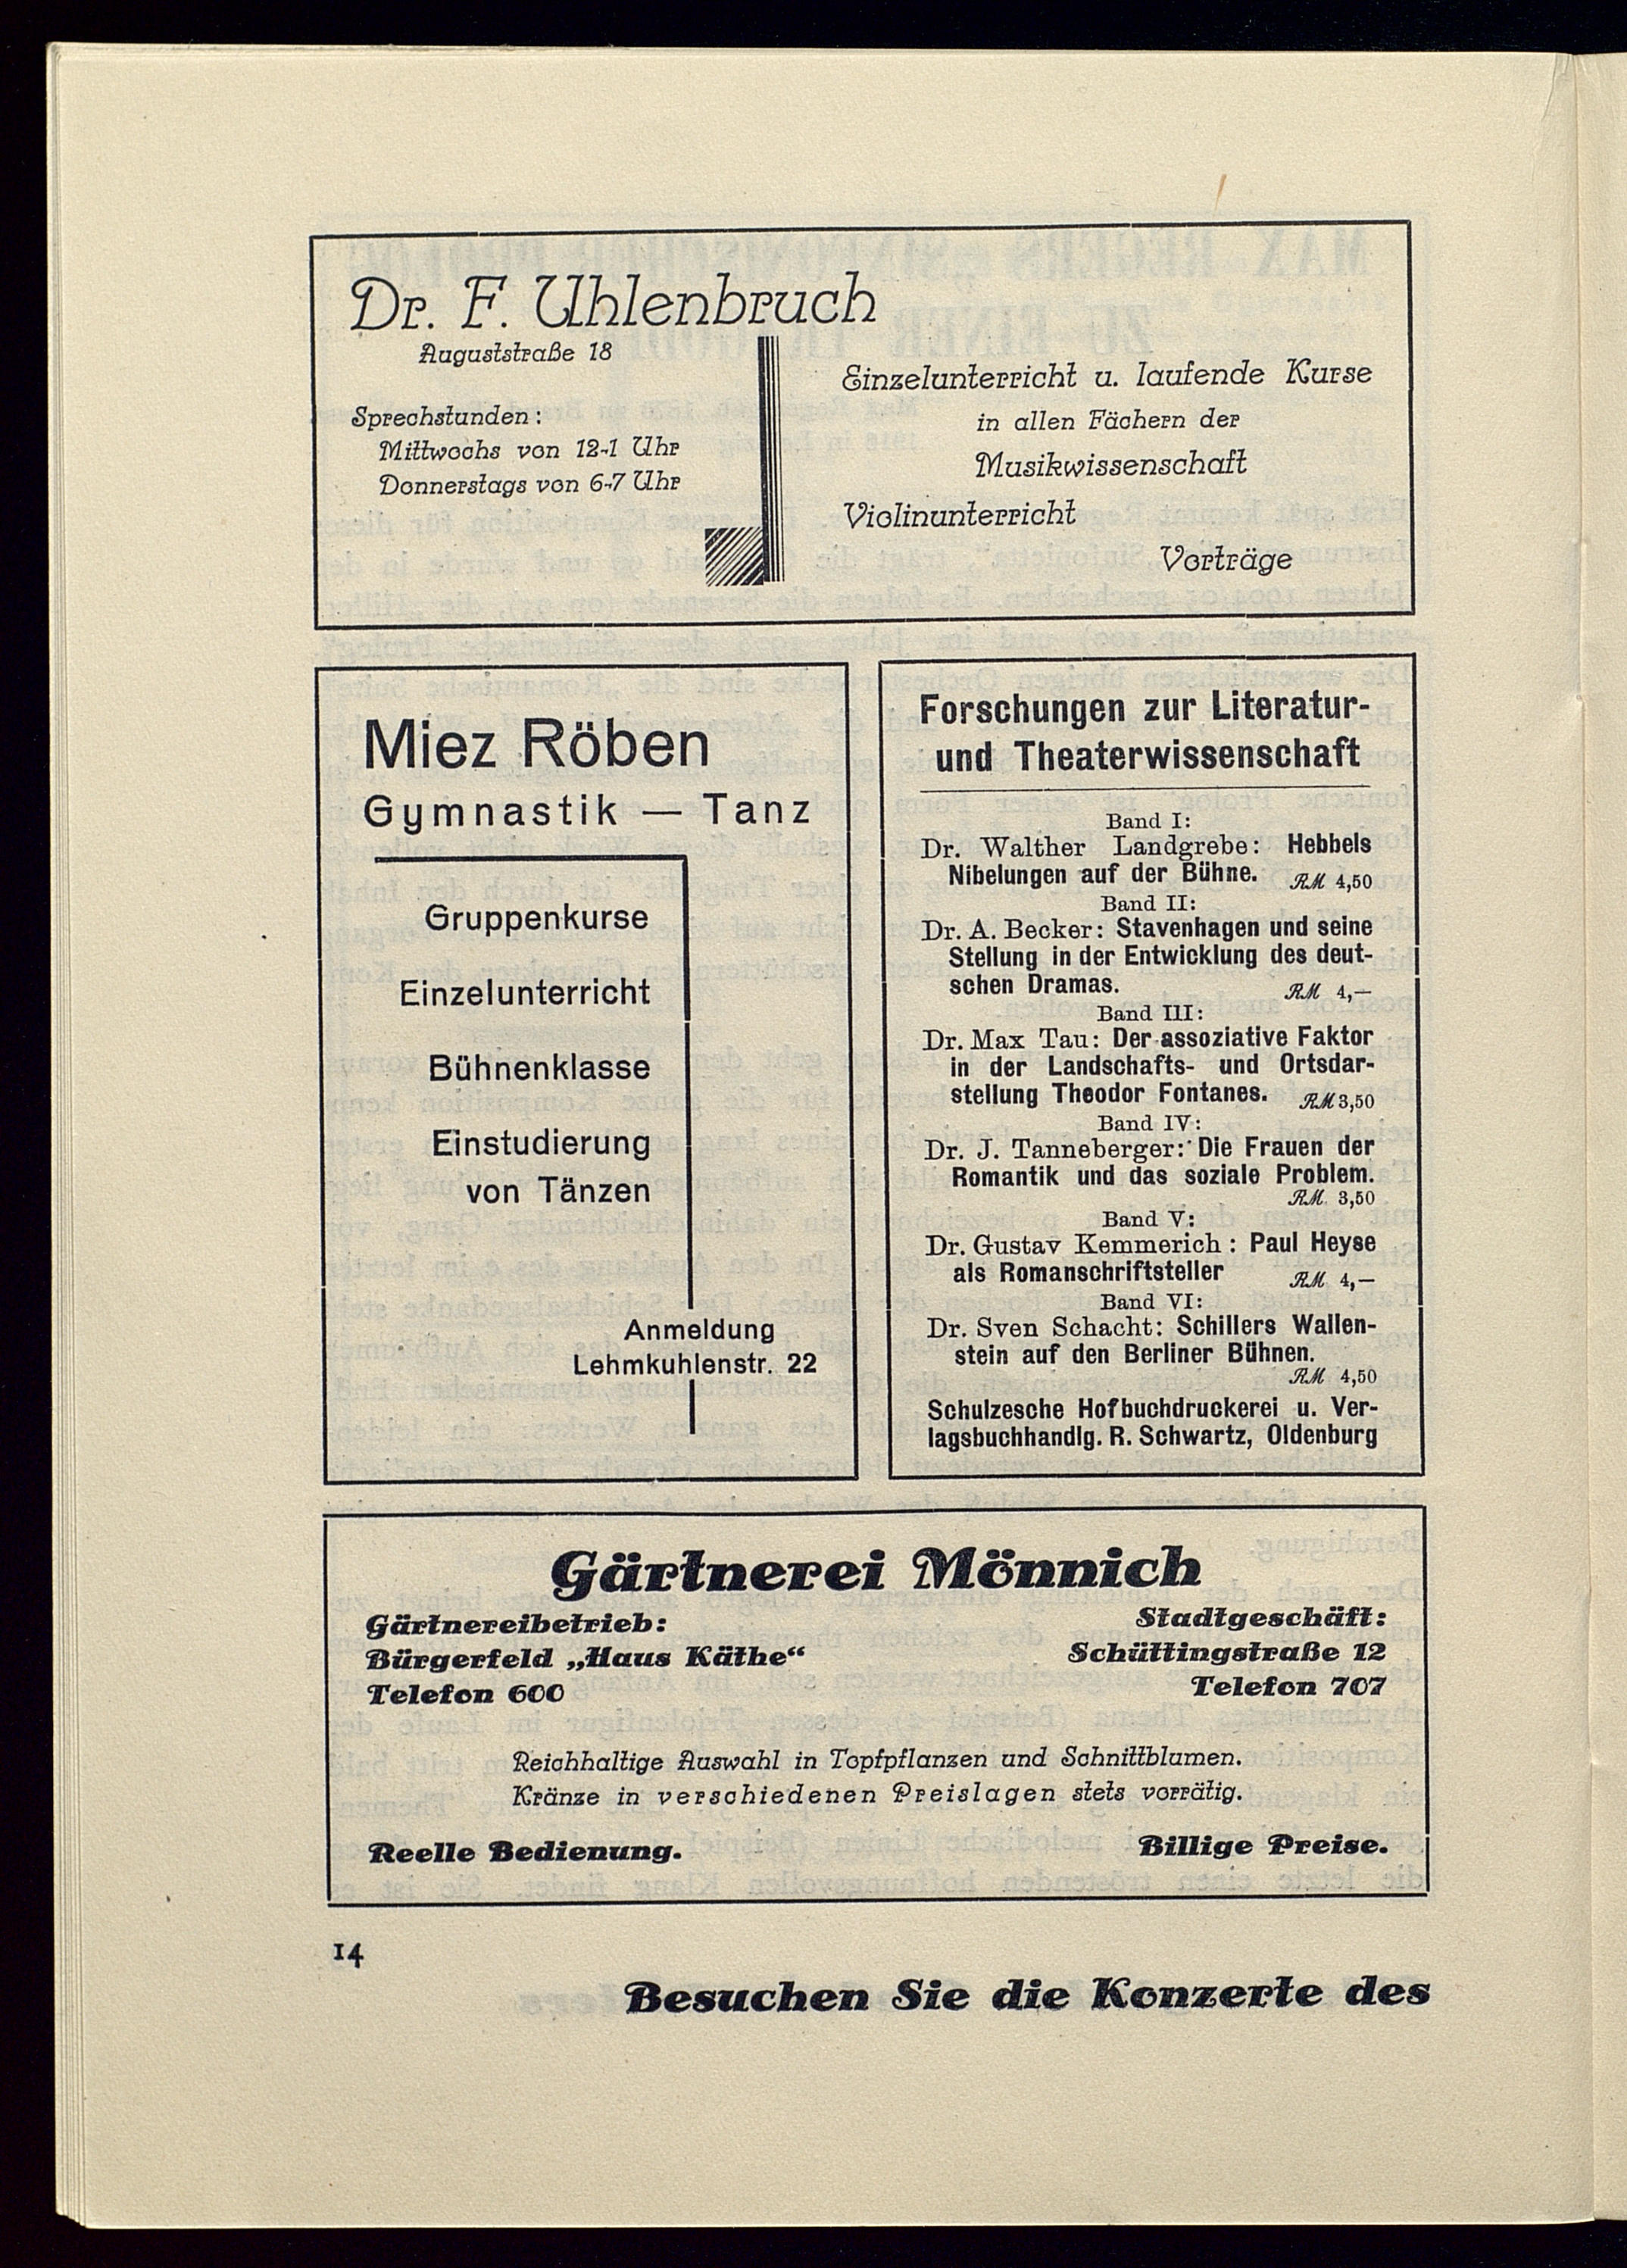 Dr. F. Uhlenbruch
Auguststraße 18
Sprechstunden:
Mittwochs von 12-1 Uhr
Donnerstags von 6-7 Uhr
Einzelunterricht u. laufende Kurse
in allen Fächern der
Musikwissenschaft
Violinunterricht
Vorträge
Miez Röben
Gymnastik — Tanz
Gruppenkurse
Einzelunterricht
Bühnenklasse
Einstudierung
von Tänzen
Anmeldung
Lehmkuhlenstr. 22
Forschungen zur Literatur-
und Theaterwissenschaft
Band I:
Dr. Walther Landgrebe: Hebbels
Nibelungen auf der Bühne. RM 4,50
Band II:
Dr. A. Becker: Stavenhagen und seine
Stellung in der Entwicklung des deut-
schen Dramas. RM 4,—
Band III:
Dr. Max Tau: Der assoziative Faktor
in der Landschafts- und Ortsdar-
stellung Theodor Fontanes. RM 3,50
Band IV:
Dr. J. Tanneberger: Die Frauen der
Romantik und das soziale Problem.
RM 3,50
Band V:
Dr. Gustav Kemmerich: Paul Heyse
als Romanschriftsteller RM 4,—
Band VI:
Dr. Sven Schacht: Schillers Wallen-
stein auf den Berliner Bühnen.
RM 4,50
Schulzesche Hofbuchdruckerei u. Ver-
lagsbuchhandlg. R. Schwartz, Oldenburg
Gärtnerei Mönnich
Gärtnereibetrieb:
Bürgerfeld „Haus Käthe“
Telefon 600
Stadtgeschäft:
Schüttingstraße 12
Telefon 707
Reichhaltige Auswahl in Topfpflanzen und Schnittblumen.
Kränze in verschiedenen Preislagen stets vorrätig.
Reelle Bedienung. Billige Preise.
14
Besuchen Sie die Konzerte des